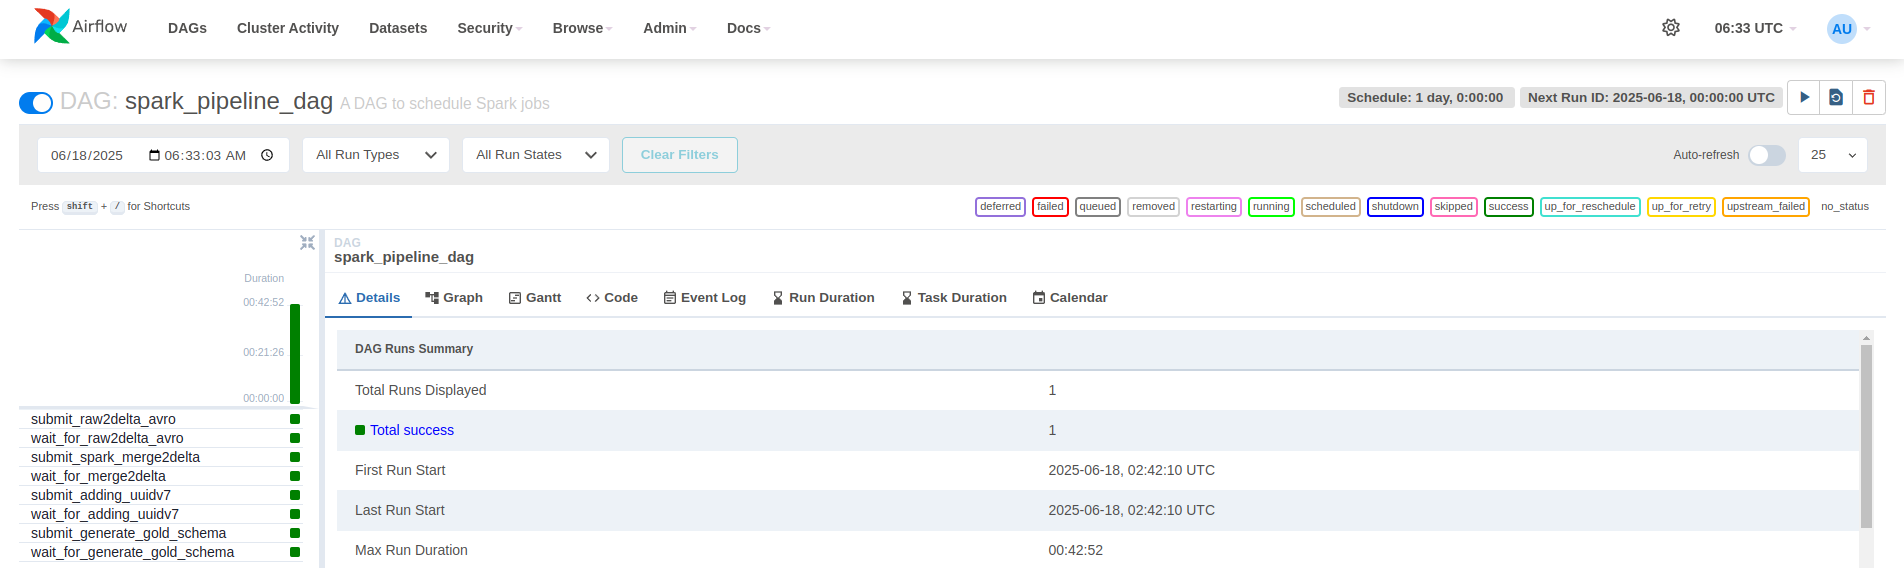 Airflow DAGs Cluster Activity Datasets Security Browse Admin Docs 06:33 UTC AU
DAG: spark_pipeline_dag A DAG to schedule Spark jobs Schedule: 1 day, 0:00:00 Next Run ID: 2025-06-18, 00:00:00 UTC
06/18/2025 06:33:03 AM All Run Types All Run States Clear Filters Auto-refresh 25
Press shift + / for Shortcuts deferred failed queued removed restarting running scheduled shutdown skipped success up_for_reschedule up_for_retry upstream_failed no_status
Duration
00:42:52
00:21:26
00:00:00
submit_raw2delta_avro
wait_for_raw2delta_avro
submit_spark_merge2delta
wait_for_merge2delta
submit_adding_uuidv7
wait_for_adding_uuidv7
submit_generate_gold_schema
wait_for_generate_gold_schema
DAG
spark_pipeline_dag
Details Graph Gantt Code Event Log Run Duration Task Duration Calendar
DAG Runs Summary
Total Runs Displayed 1
Total success 1
First Run Start 2025-06-18, 02:42:10 UTC
Last Run Start 2025-06-18, 02:42:10 UTC
Max Run Duration 00:42:52